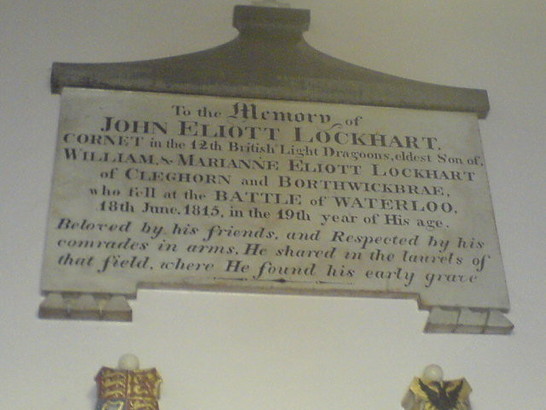 To the Memory of
JOHN ELIOTT LOCKHART,
CORNET in the 12th British Light Dragoons, eldest Son of,
WILLIAM, & MARIANNE ELIOTT LOCKHART
of CLEGHORN and BORTHWICKBRAE,
who fell at the BATTLE of WATERLOO,
18th June, 1815, in the 19th year of His age.
Beloved by his friends, and Respected by his
comrades in arms, He shared in the laurels of
that field, where He found his early grave